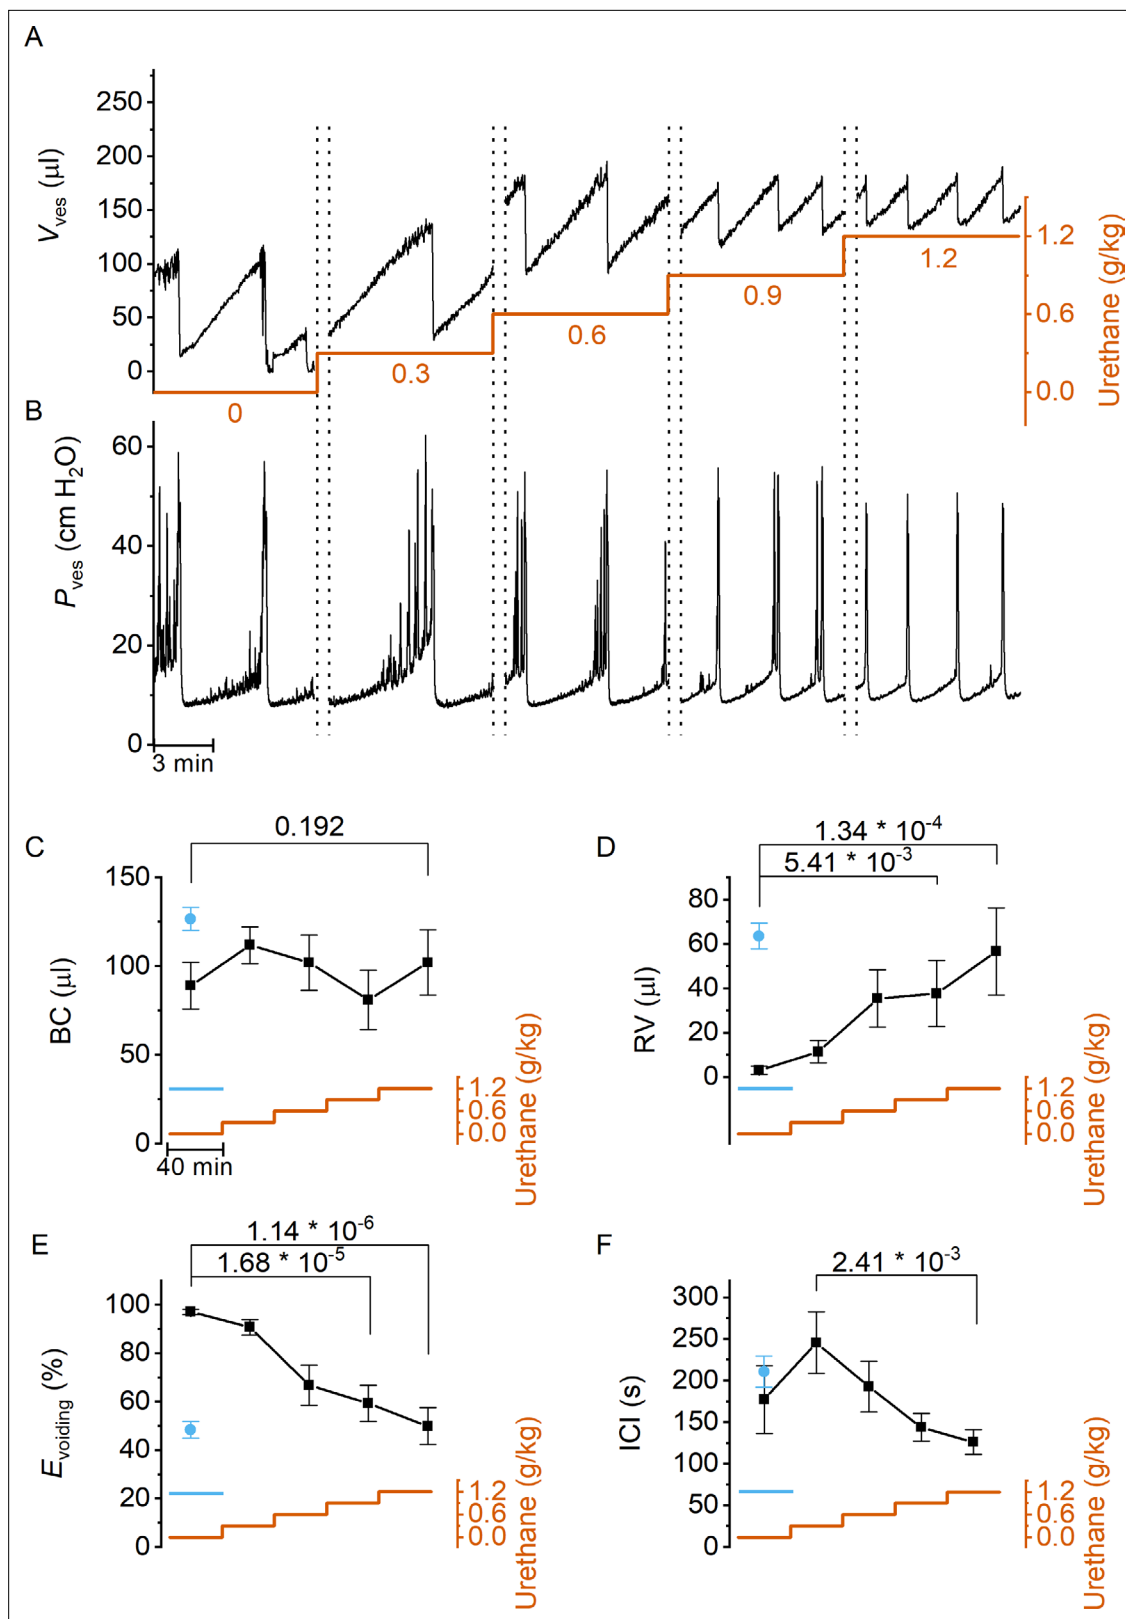 A
V_ves (µl)
250
200
150
100
50
0
0
0.3
0.6
0.9
1.2
1.2
0.6
0.0
Urethane (g/kg)
B
P_ves (cm H₂O)
60
40
20
0
3 min
C
0.192
BC (µl)
150
100
50
0
40 min
1.2
0.6
0.0
Urethane (g/kg)
D
1.34 * 10⁻⁴
5.41 * 10⁻³
RV (µl)
80
60
40
20
0
1.2
0.6
0.0
Urethane (g/kg)
E
1.14 * 10⁻⁶
1.68 * 10⁻⁵
E_voiding (%)
100
80
60
40
20
0
1.2
0.6
0.0
Urethane (g/kg)
F
2.41 * 10⁻³
ICI (s)
300
250
200
150
100
50
0
1.2
0.6
0.0
Urethane (g/kg)